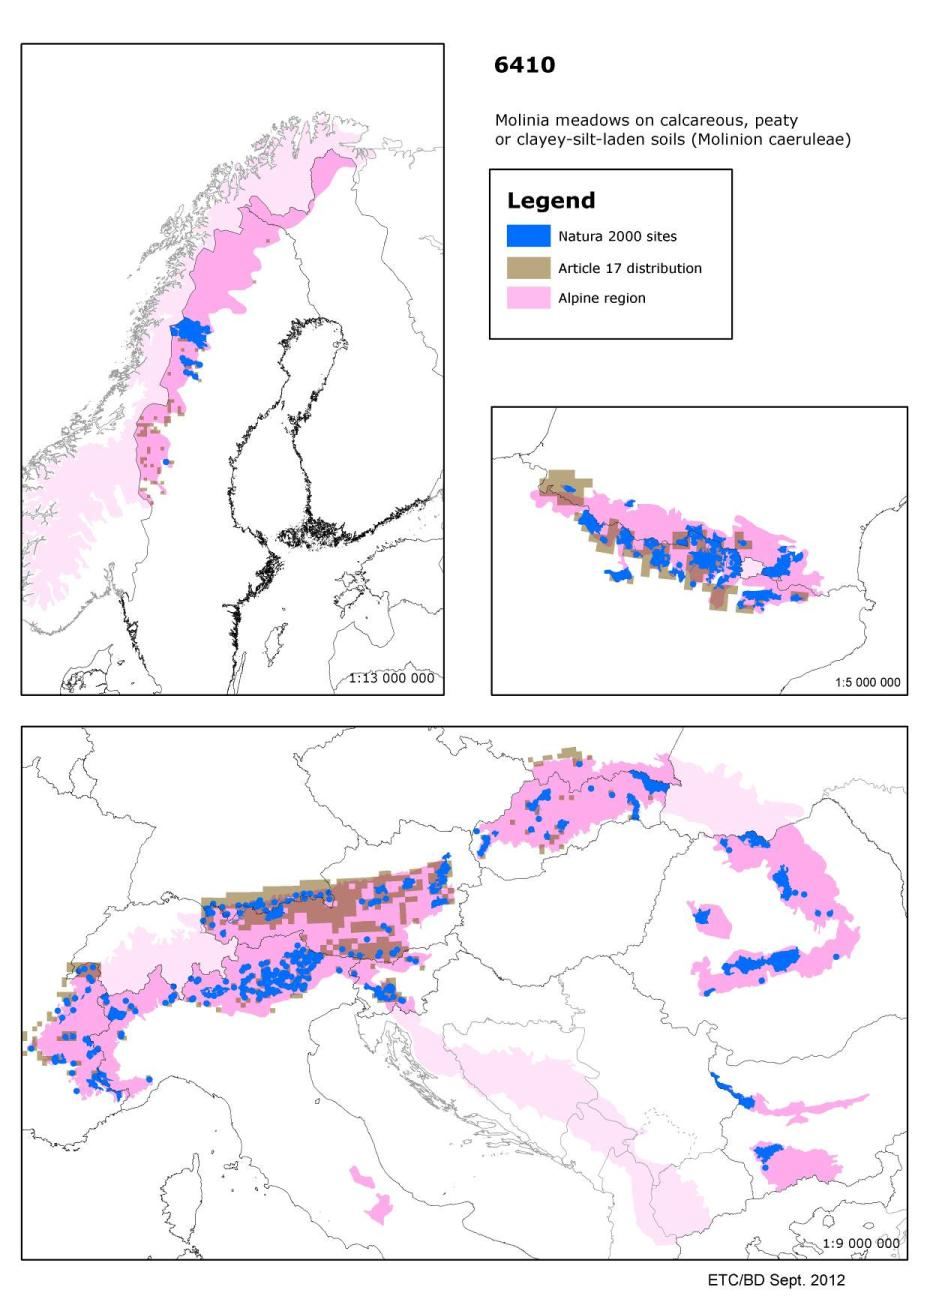 6410
Molinia meadows on calcareous, peaty
or clayey-silt-laden soils (Molinion caeruleae)
Legend
Natura 2000 sites
Article 17 distribution
Alpine region
1:13 000 000
1:5 000 000
1:9 000 000
ETC/BD Sept. 2012